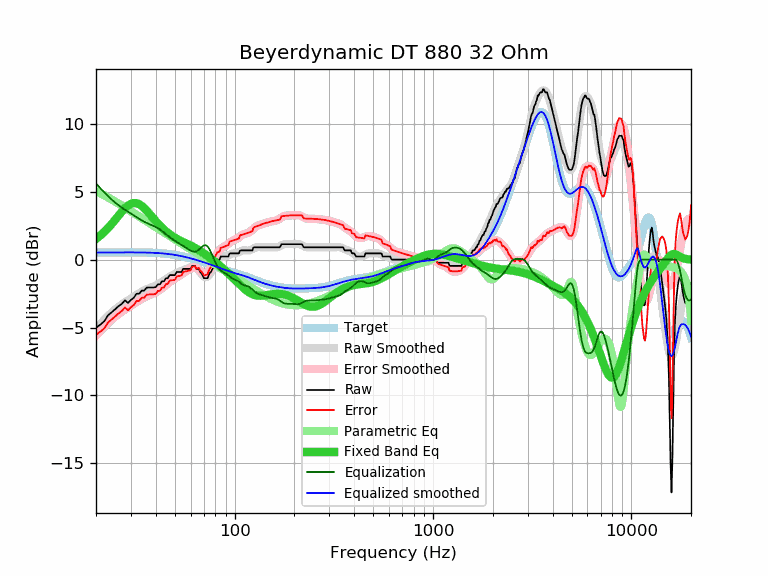 Beyerdynamic DT 880 32 Ohm
Amplitude (dBr)
10
5
0
−5
−10
−15
Target
Raw Smoothed
Error Smoothed
Raw
Error
Parametric Eq
Fixed Band Eq
Equalization
Equalized smoothed
100 1000 10000
Frequency (Hz)